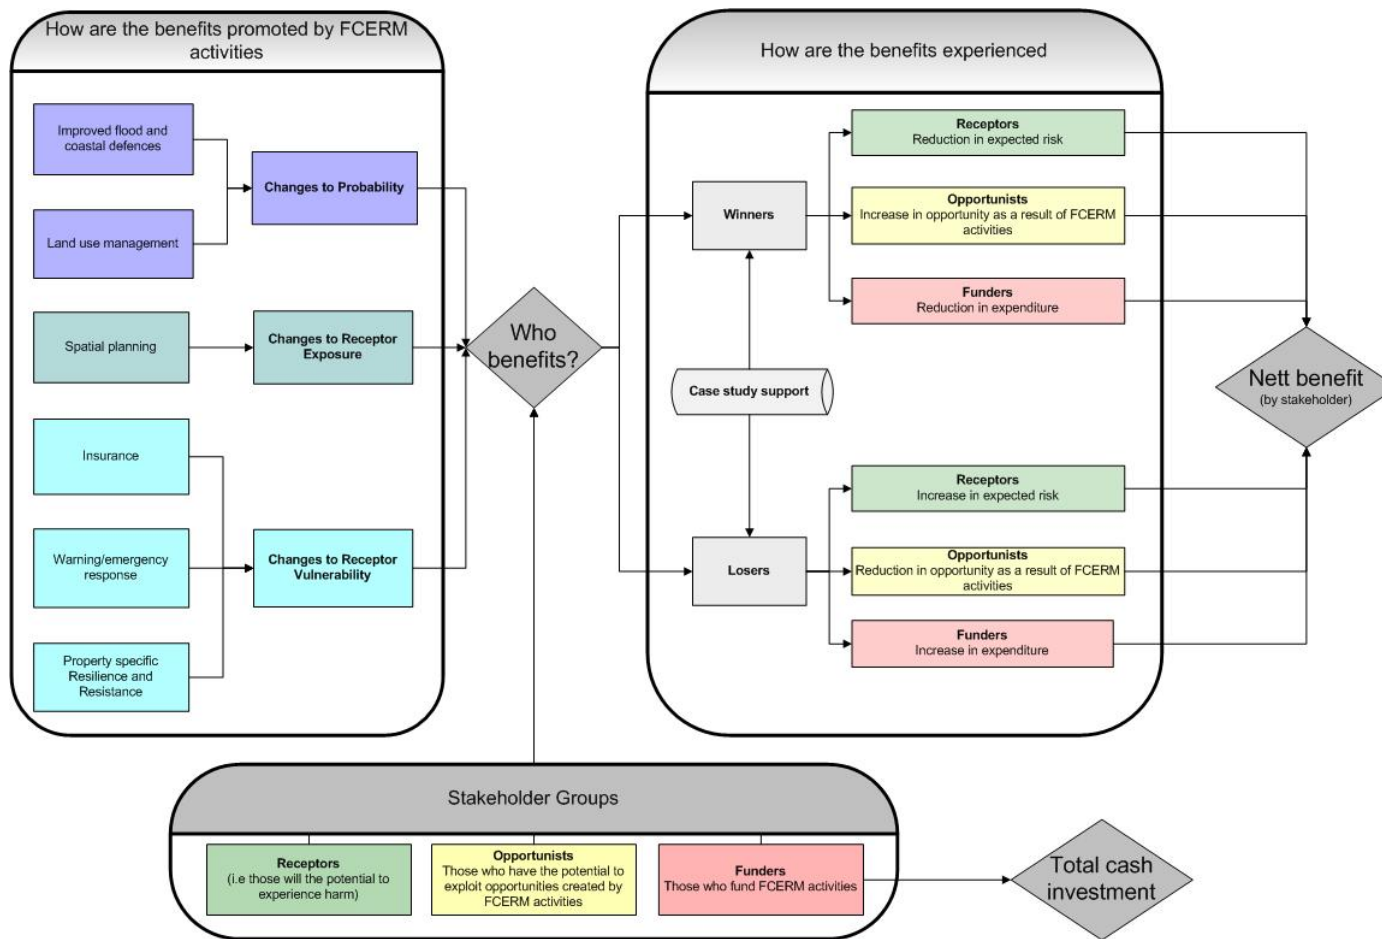 How are the benefits promoted by FCERM
activities
Improved flood and
coastal defences
Land use management
Changes to Probability
Spatial planning
Changes to Receptor
Exposure
Insurance
Warning/emergency
response
Property specific
Resilience and
Resistance
Changes to Receptor
Vulnerability
Who
benefits?
How are the benefits experienced
Winners
Case study support
Losers
Receptors
Reduction in expected risk
Opportunists
Increase in opportunity as a result of FCERM
activities
Funders
Reduction in expenditure
Receptors
Increase in expected risk
Opportunists
Reduction in opportunity as a result of FCERM
activities
Funders
Increase in expenditure
Nett benefit
(by stakeholder)
Stakeholder Groups
Receptors
(i.e those will the potential to
experience harm)
Opportunists
Those who have the potential to
exploit opportunities created by
FCERM activities
Funders
Those who fund FCERM activities
Total cash
investment